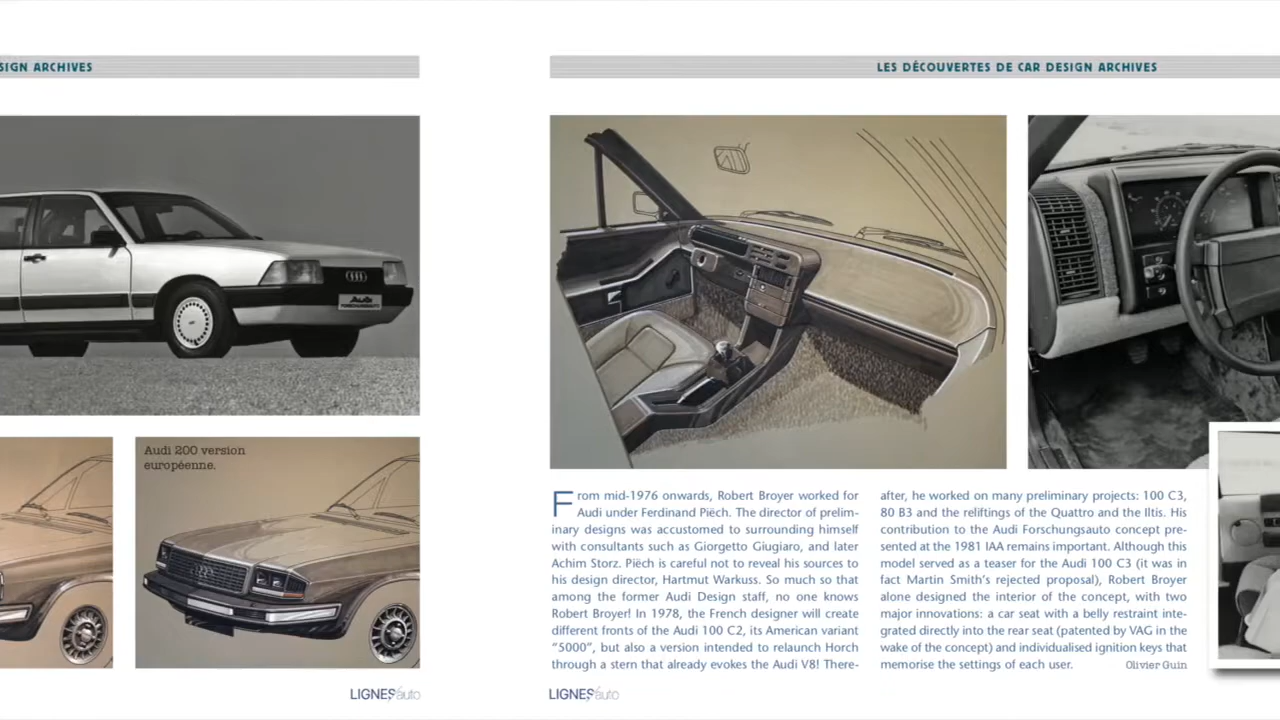 SIGN ARCHIVES
LES DÉCOUVERTES DE CAR DESIGN ARCHIVES
Audi
FORSCHUNGSAUTO
Audi 200 version
européenne.
From mid-1976 onwards, Robert Broyer worked for
Audi under Ferdinand Piëch. The director of prelim-
inary designs was accustomed to surrounding himself
with consultants such as Giorgetto Giugiaro, and later
Achim Storz. Piëch is careful not to reveal his sources to
his design director, Hartmut Warkuss. So much so that
among the former Audi Design staff, no one knows
Robert Broyer! In 1978, the French designer will create
different fronts of the Audi 100 C2, its American variant
“5000”, but also a version intended to relaunch Horch
through a stern that already evokes the Audi V8! There-
after, he worked on many preliminary projects: 100 C3,
80 B3 and the reliftings of the Quattro and the Iltis. His
contribution to the Audi Forschungsauto concept pre-
sented at the 1981 IAA remains important. Although this
model served as a teaser for the Audi 100 C3 (it was in
fact Martin Smith’s rejected proposal), Robert Broyer
alone designed the interior of the concept, with two
major innovations: a car seat with a belly restraint inte-
grated directly into the rear seat (patented by VAG in the
wake of the concept) and individualised ignition keys that
memorise the settings of each user.
Olivier Guin
LIGNES/auto
LIGNES/auto